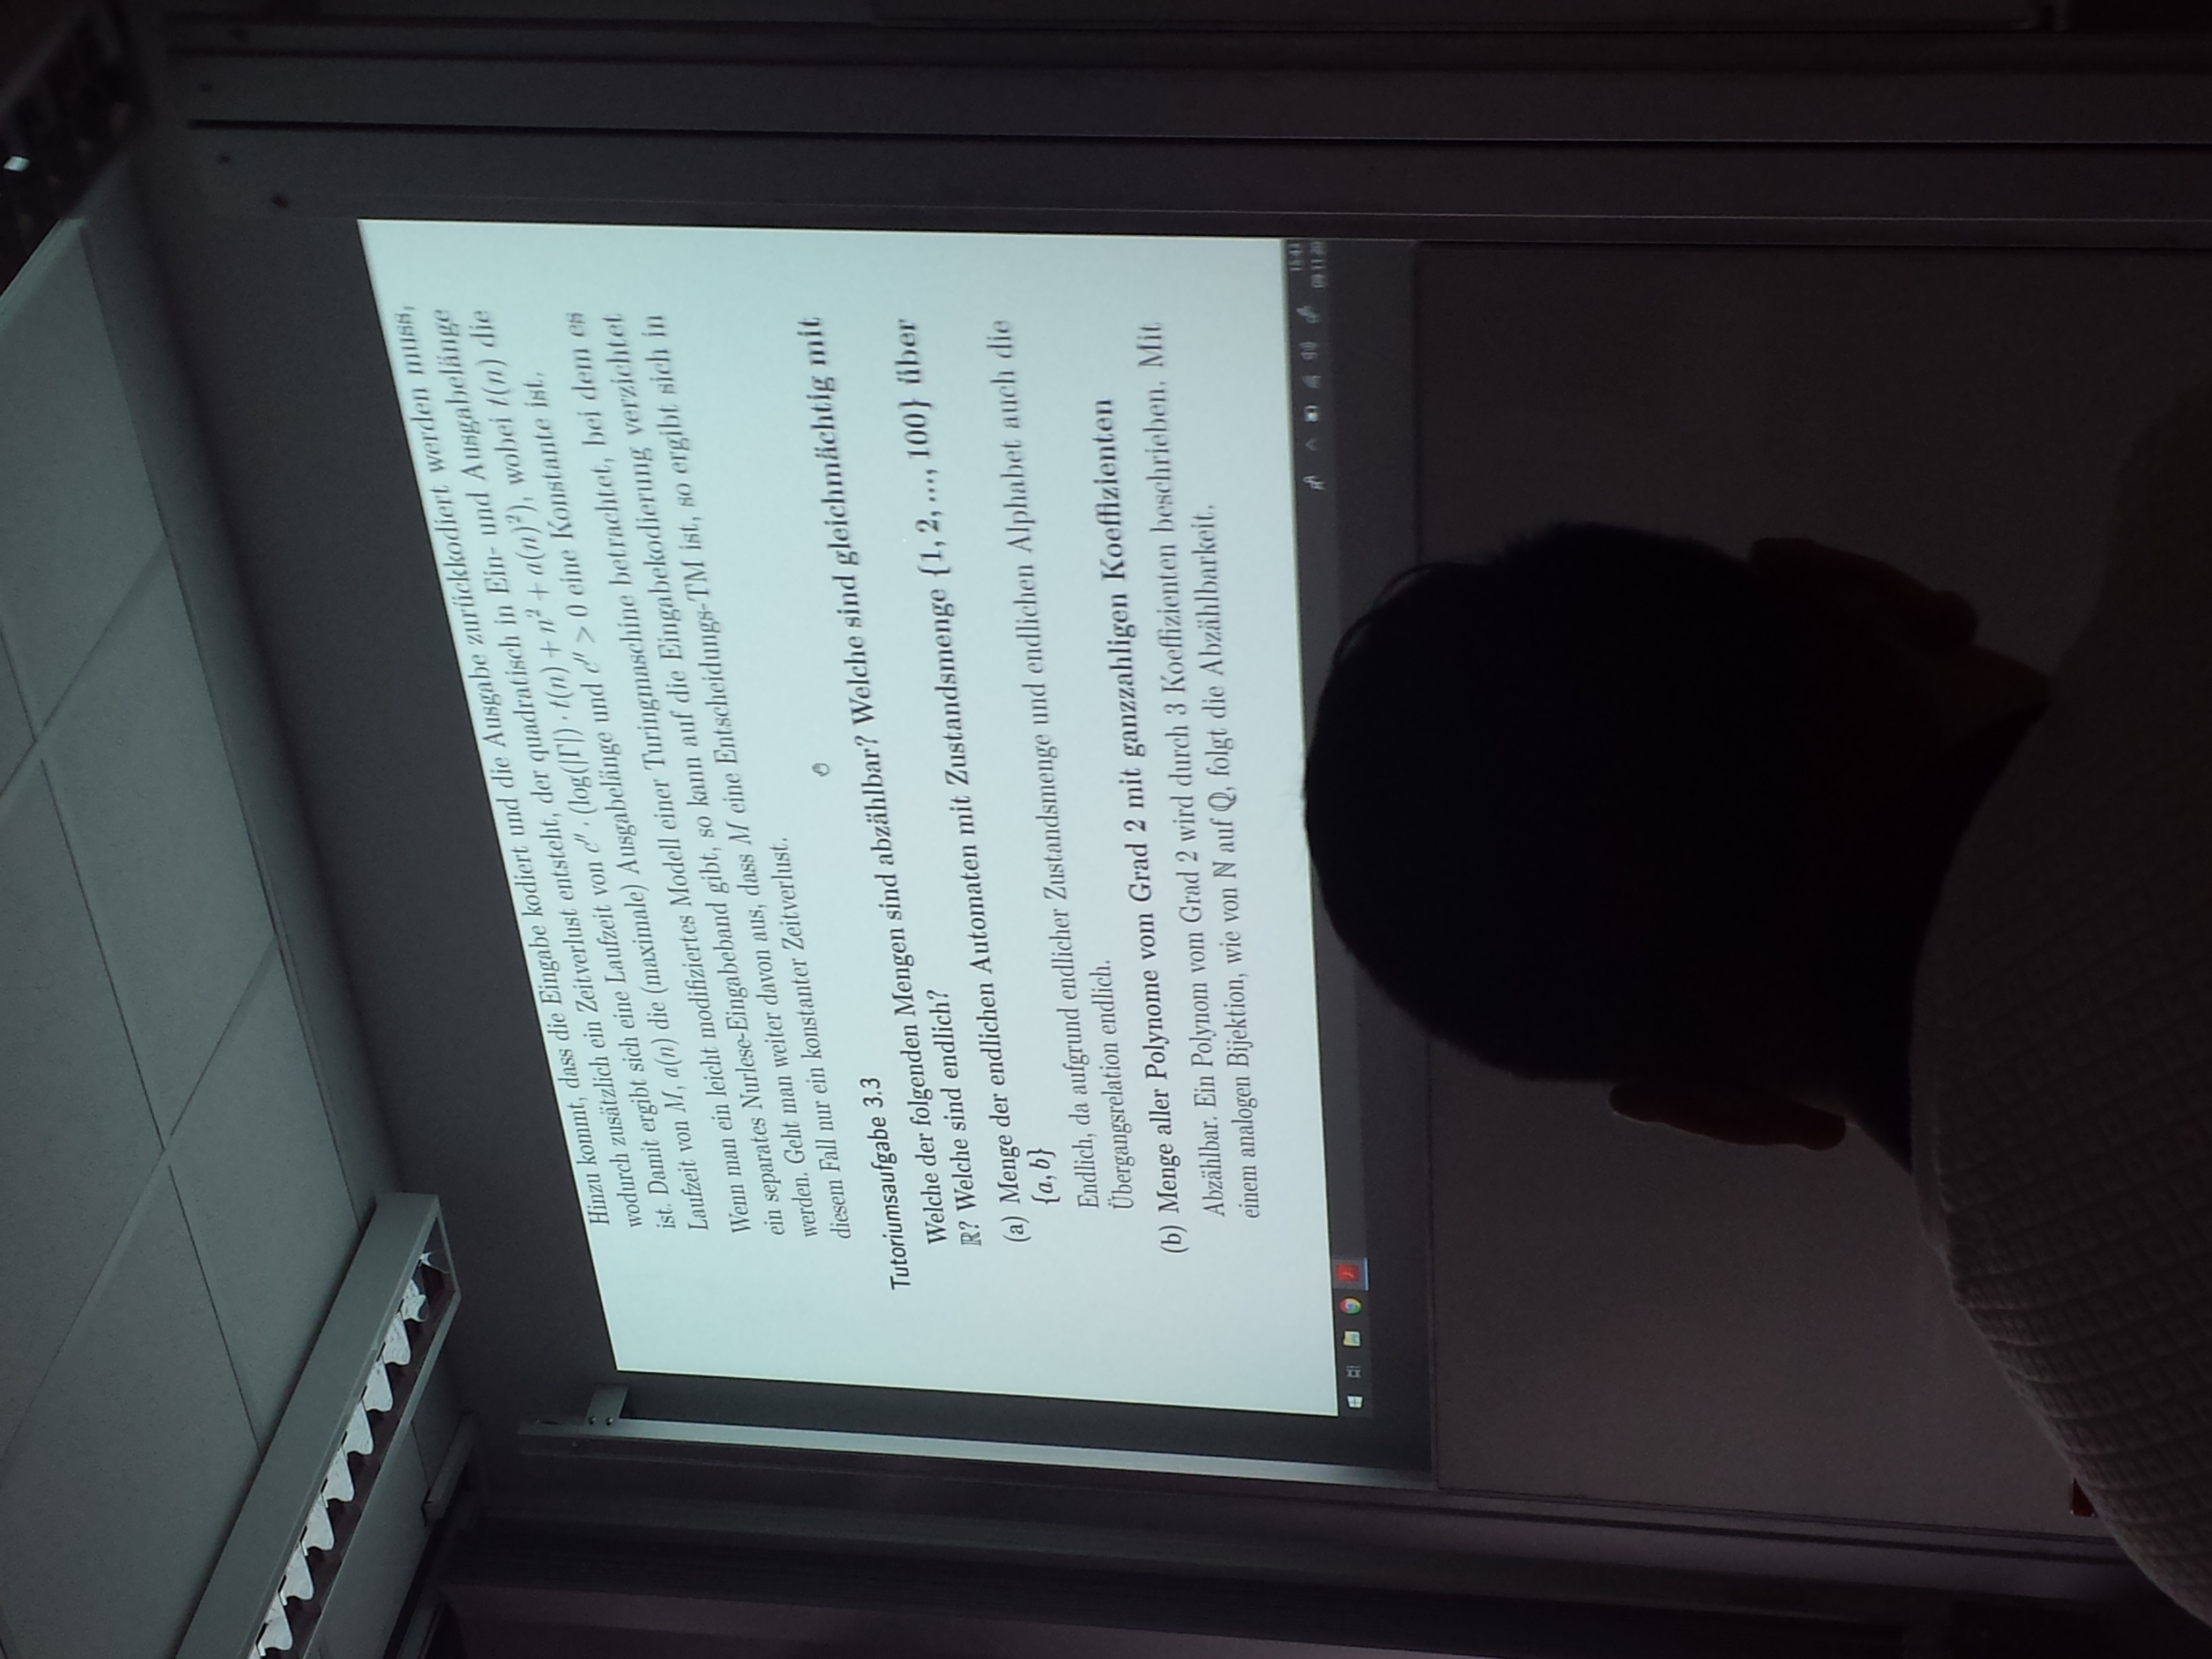 Hinzu kommt, dass die Eingabe kodiert und die Ausgabe zurückkodiert werden muss,
wodurch zusätzlich ein Zeitverlust entsteht, der quadratisch in Ein- und Ausgabelänge
ist. Damit ergibt sich eine Laufzeit von c'' · (log(|Γ|) · t(n) + n² + a(n)²), wobei t(n) die
Laufzeit von M, a(n) die (maximale) Ausgabelänge und c'' > 0 eine Konstante ist.
Wenn man ein leicht modifiziertes Modell einer Turingmaschine betrachtet, bei dem es
ein separates Nurlese-Eingabeband gibt, so kann auf die Eingabekodierung verzichtet
werden. Geht man weiter davon aus, dass M eine Entscheidungs-TM ist, so ergibt sich in
diesem Fall nur ein konstanter Zeitverlust.
Tutoriumsaufgabe 3.3
Welche der folgenden Mengen sind abzählbar? Welche sind gleichmächtig mit
ℝ? Welche sind endlich?
(a) Menge der endlichen Automaten mit Zustandsmenge {1, 2, ..., 100} über
{a, b}
Endlich, da aufgrund endlicher Zustandsmenge und endlichen Alphabet auch die
Übergangsrelation endlich.
(b) Menge aller Polynome vom Grad 2 mit ganzzahligen Koeffizienten
Abzählbar. Ein Polynom vom Grad 2 wird durch 3 Koeffizienten beschrieben. Mit
einem analogen Bijektion, wie von ℕ auf ℚ, folgt die Abzählbarkeit.